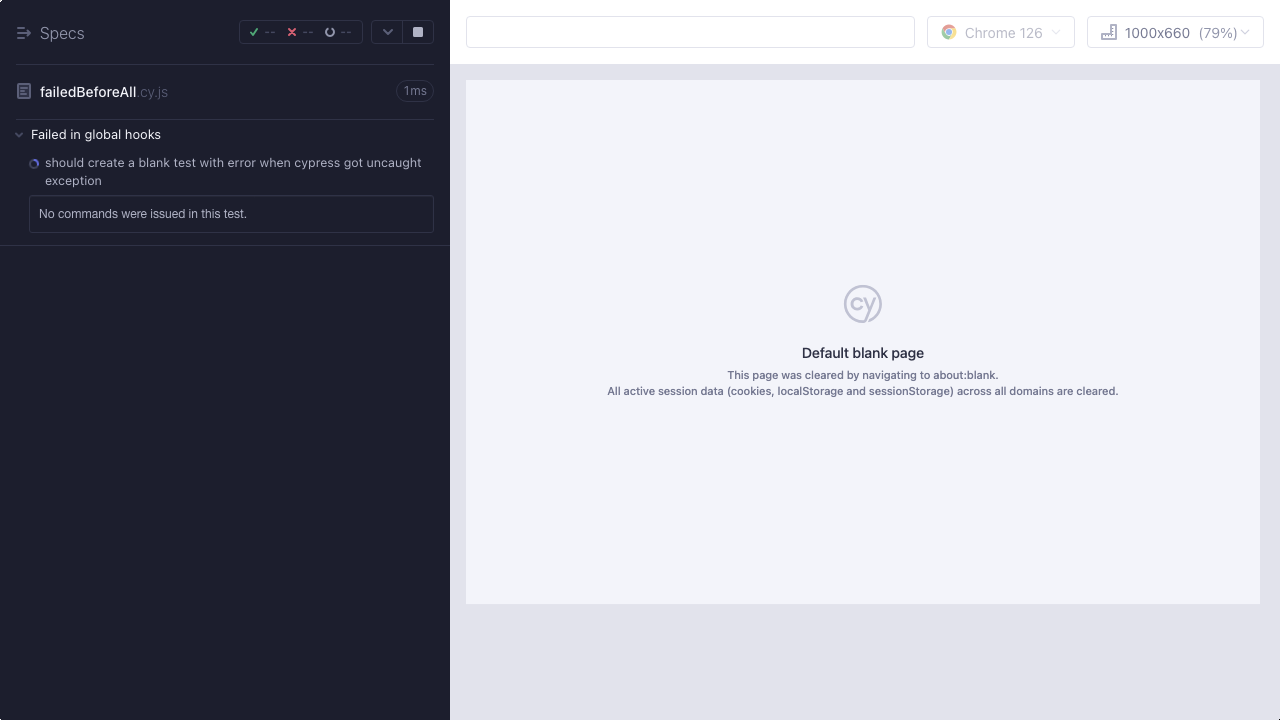 Specs
--
--
--
Chrome 126
1000x660 (79%)
failedBeforeAll.cy.js
1ms
Failed in global hooks
should create a blank test with error when cypress got uncaught
exception
No commands were issued in this test.
cy
Default blank page
This page was cleared by navigating to about:blank.
All active session data (cookies, localStorage and sessionStorage) across all domains are cleared.